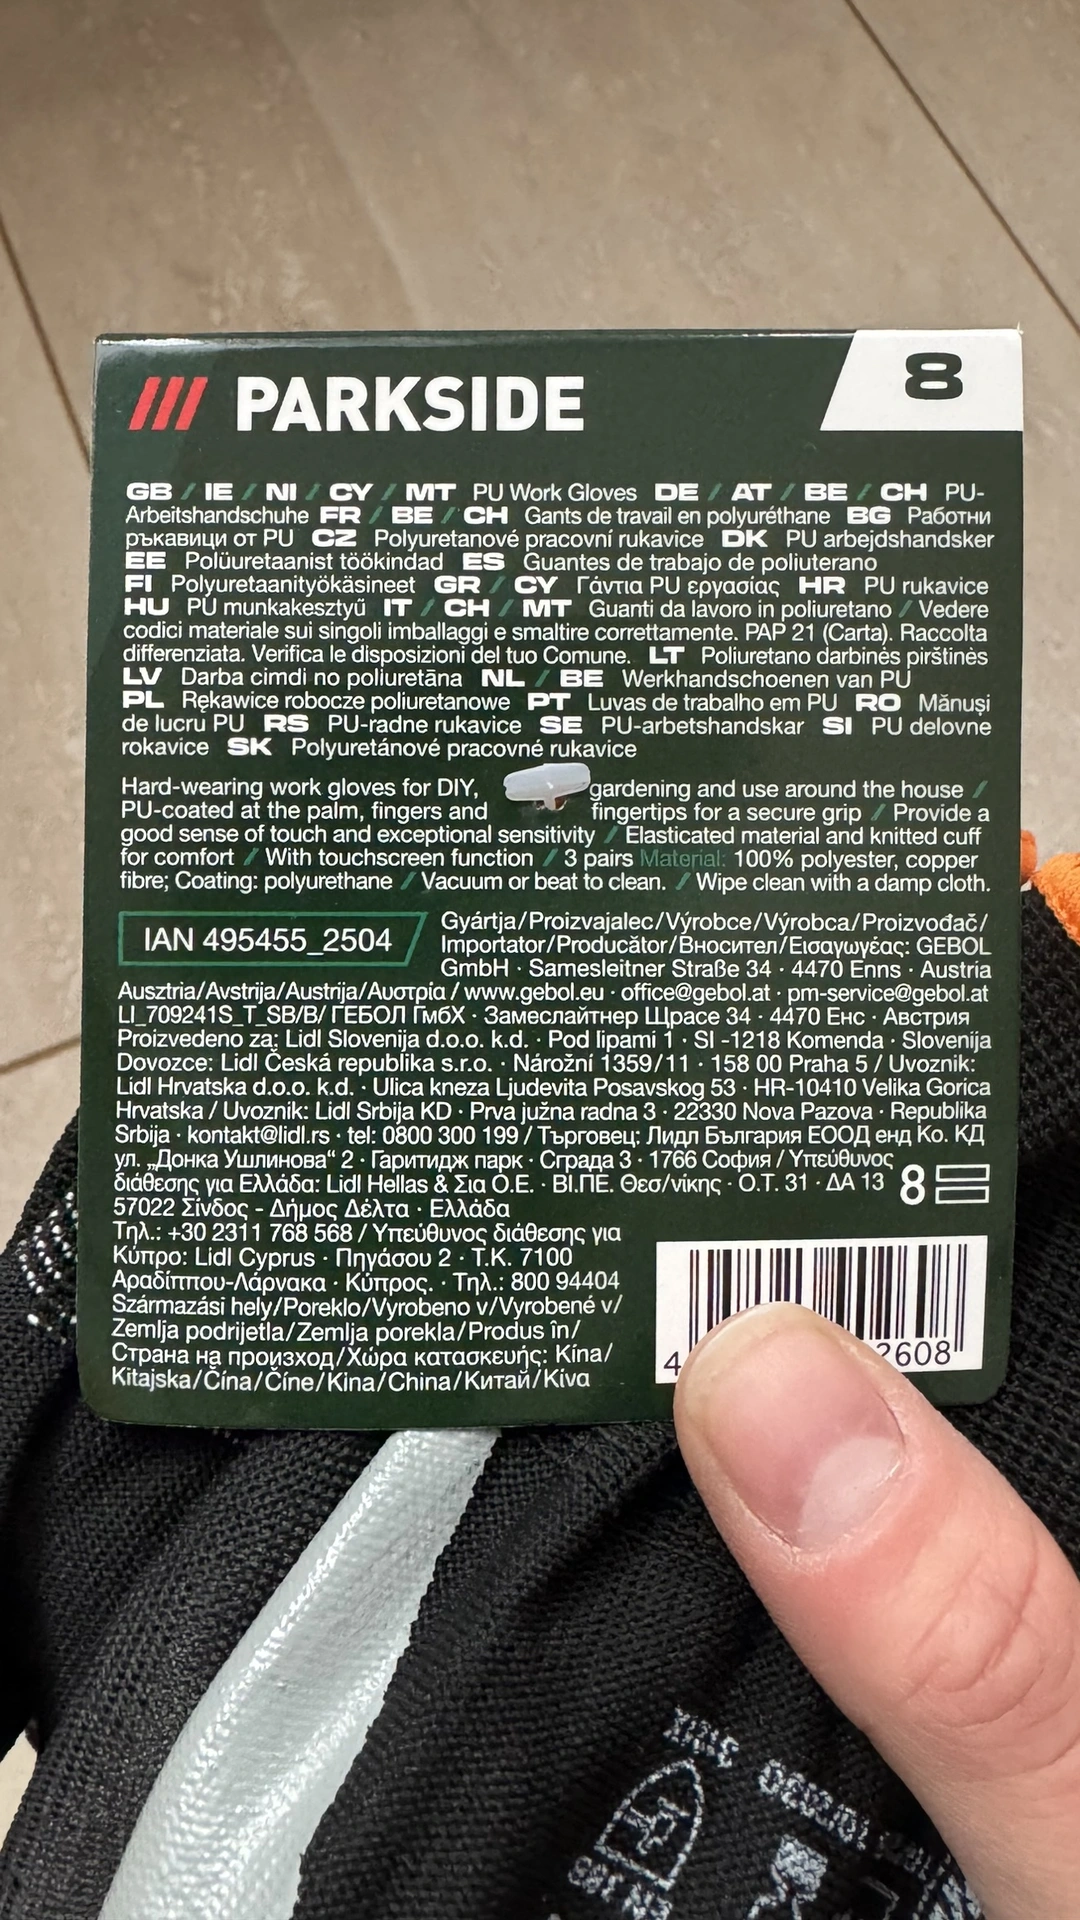 /// PARKSIDE
8
GB / IE / NI / CY / MT PU Work Gloves DE / AT / BE / CH PU-
Arbeitshandschuhe FR / BE / CH Gants de travail en polyuréthane BG Работни
ръкавици от PU CZ Polyuretanové pracovní rukavice DK PU arbejdshandsker
EE Polüuretaanist töökindad ES Guantes de trabajo de poliuterano
FI Polyuretaanityökäsineet GR / CY Γάντια PU εργασίας HR PU rukavice
HU PU munkakesztyű IT / CH / MT Guanti da lavoro in poliuretano / Vedere
codici materiale sui singoli imballaggi e smaltire correttamente. PAP 21 (Carta). Raccolta
differenziata. Verifica le disposizioni del tuo Comune. LT Poliuretano darbinės pirštinės
LV Darba cimdi no poliuretāna NL / BE Werkhandschoenen van PU
PL Rękawice robocze poliuretanowe PT Luvas de trabalho em PU RO Mănuși
de lucru PU RS PU-radne rukavice SE PU-arbetshandskar SI PU delovne
rokavice SK Polyuretánové pracovné rukavice
Hard-wearing work gloves for DIY, gardening and use around the house /
PU-coated at the palm, fingers and fingertips for a secure grip / Provide a
good sense of touch and exceptional sensitivity / Elasticated material and knitted cuff
for comfort / With touchscreen function / 3 pairs Material: 100% polyester, copper
fibre; Coating: polyurethane / Vacuum or beat to clean. / Wipe clean with a damp cloth.
IAN 495455_2504
Gyártja/Proizvajalec/Výrobce/Výrobca/Proizvođač/
Importator/Producător/Вносител/Εισαγωγέας: GEBOL
GmbH · Samesleitner Straße 34 · 4470 Enns · Austria
Ausztria/Avstrija/Austrija/Αυστρία / www.gebol.eu · office@gebol.at · pm-service@gebol.at
LI_709241S_T_SB/B/ ГЕБОЛ ГмбХ · Замеслайтнер Щрасе 34 · 4470 Енс · Австрия
Proizvedeno za: Lidl Slovenija d.o.o. k.d. · Pod lipami 1 · SI -1218 Komenda · Slovenija
Dovozce: Lidl Česká republika s.r.o. · Nárožní 1359/11 · 158 00 Praha 5 / Uvoznik:
Lidl Hrvatska d.o.o. k.d. · Ulica kneza Ljudevita Posavskog 53 · HR-10410 Velika Gorica
Hrvatska / Uvoznik: Lidl Srbija KD · Prva južna radna 3 · 22330 Nova Pazova · Republika
Srbija · kontakt@lidl.rs · tel: 0800 300 199 / Търговец: Лидл България ЕООД енд Ко. КД
ул. „Донка Ушлинова“ 2 · Гаритидж парк · Сграда 3 · 1766 София / Υπεύθυνος
διάθεσης για Ελλάδα: Lidl Hellas & Σια Ο.Ε. · ΒΙ.ΠΕ. Θεσ/νίκης · Ο.Τ. 31 · ΔΑ 13
8
57022 Σίνδος - Δήμος Δέλτα · Ελλάδα
Τηλ.: +30 2311 768 568 / Υπεύθυνος διάθεσης για
Κύπρο: Lidl Cyprus · Πηγάσου 2 · Τ.Κ. 7100
Αραδίππου-Λάρνακα · Κύπρος. · Τηλ.: 800 94404
Származási hely/Poreklo/Vyrobeno v/Vyrobené v/
Zemlja podrijetla/Zemlja porekla/Produs în/
Страна на произход/Χώρα κατασκευής: Kína/
Kitajska/Čína/Číne/Kina/China/Китай/Κίνα
4
2608